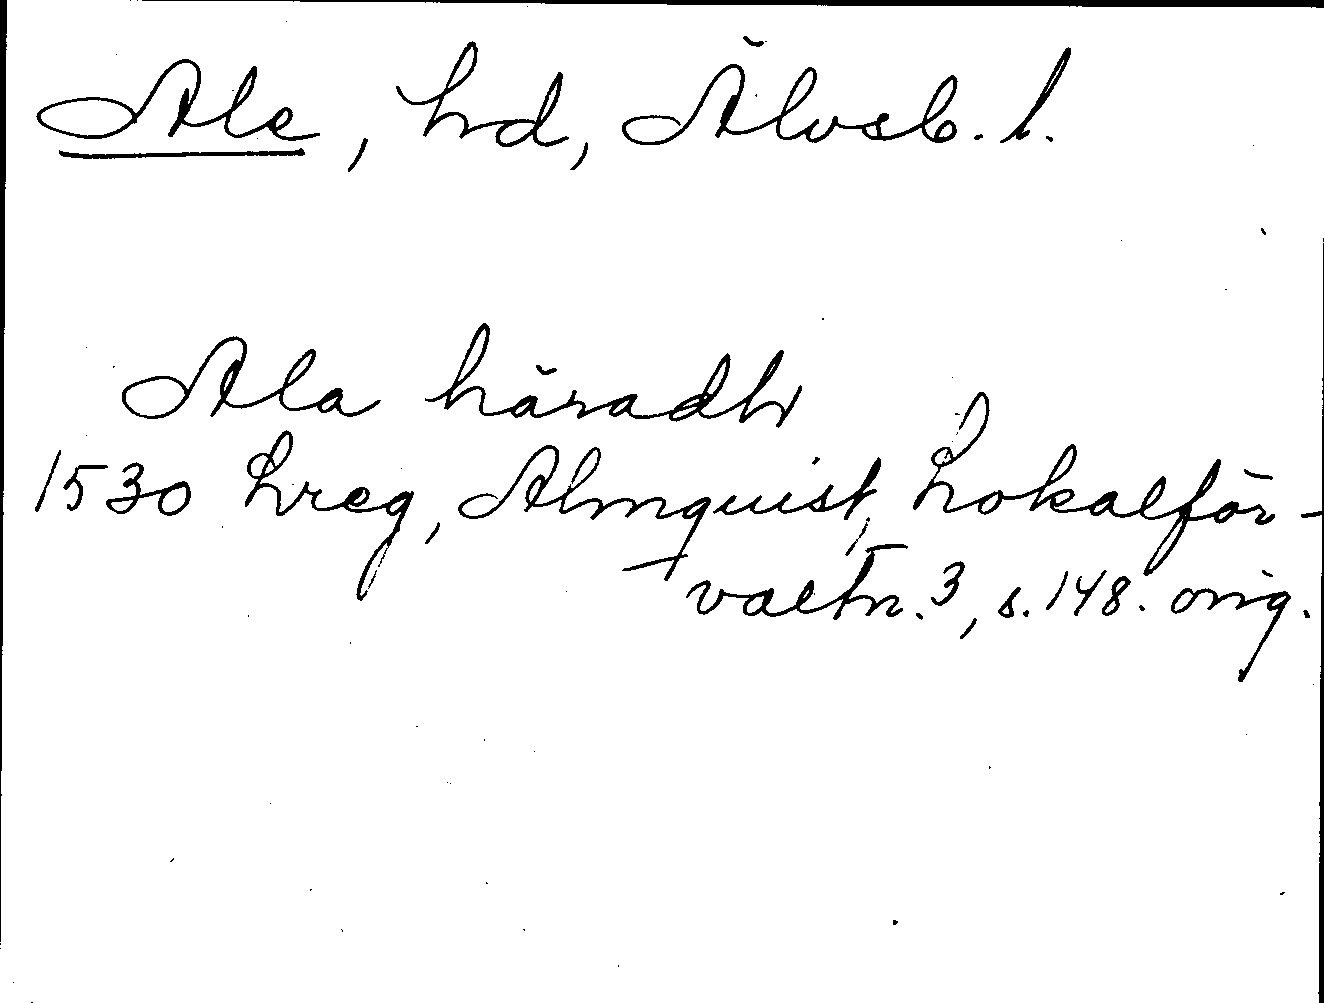 Ale, hd, Älvsb. l.
Ala häradh
1530 Lreg, Almquist, Lokalför-
valtn. 3, s. 148. orig.